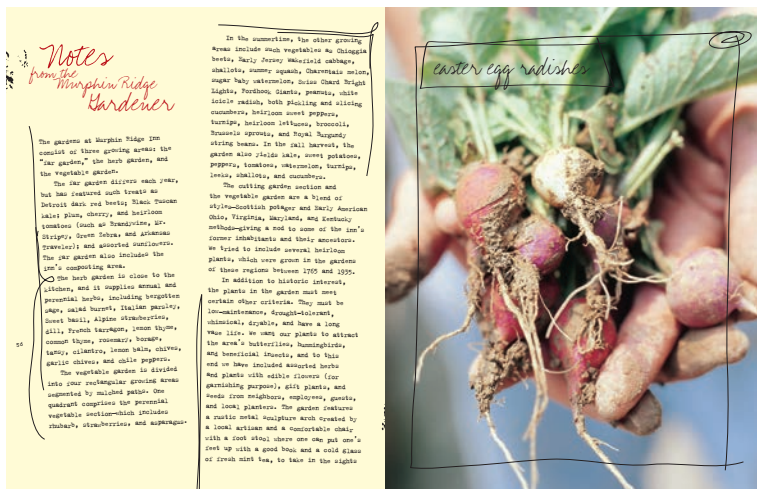 Notes
from the
Murphin Ridge
Gardener
The gardens at Murphin Ridge Inn
consist of three growing areas: the
"far garden," the herb garden, and
the vegetable garden.
The far garden differs each year,
but has featured such treats as
Detroit dark red beets; Black Tuscan
kale; plum, cherry, and heirloom
tomatoes (such as Brandywine, Mr.
Stripey, Green Zebra, and Arkansas
Traveler); and assorted sunflowers.
The far garden also includes the
inn's composting area.
The herb garden is close to the
kitchen, and it supplies annual and
perennial herbs, including bergotten
sage, salad burnet, Italian parsley,
Sweet basil, Alpine strawberries,
dill, French tarragon, lemon thyme,
common thyme, rosemary, borage,
tansy, cilantro, lemon balm, chives,
garlic chives, and chile peppers.
The vegetable garden is divided
into four rectangular growing areas
segmented by mulched paths. One
quadrant comprises the perennial
vegetable section—which includes
rhubarb, strawberries, and asparagus.
56
In the summertime, the other growing
areas include such vegetables as Chioggia
beets, Early Jersey Wakefield cabbage,
shallots, summer squash, Charentais melon,
sugar baby watermelon, Swiss Chard Bright
Lights, Fordhook, Giants, peanuts, white
icicle radish, both pickling and slicing
cucumbers, heirloom sweet peppers,
turnips, heirloom lettuces, broccoli,
Brussels sprouts, and Royal Burgundy
string beans. In the fall harvest, the
garden also yields kale, sweet potatoes,
peppers, tomatoes, watermelon, turnips,
leeks, shallots, and cucumbers.
The cutting garden section and
the vegetable garden are a blend of
styles—Scottish potager and Early American
Ohio, Virginia, Maryland, and Kentucky
methods—giving a nod to some of the inn's
former inhabitants and their ancestors.
We tried to include several heirloom
plants, which were grown in the gardens
of these regions between 1765 and 1935.
In addition to historic interest,
the plants in the garden must meet
certain other criteria. They must be
low-maintenance, drought-tolerant,
whimsical, dryable, and have a long
vase life. We want our plants to attract
the area's butterflies, hummingbirds,
and beneficial insects, and to this
end we have included assorted herbs
and plants with edible flowers (for
garnishing purpose), gift plants, and
seeds from neighbors, employees, guests,
and local planters. The garden features
a rustic metal sculpture arch created by
a local artisan and a comfortable chair
with a foot stool where one can put one's
feet up with a good book and a cold glass
of fresh mint tea, to take in the sights
easter egg radishes